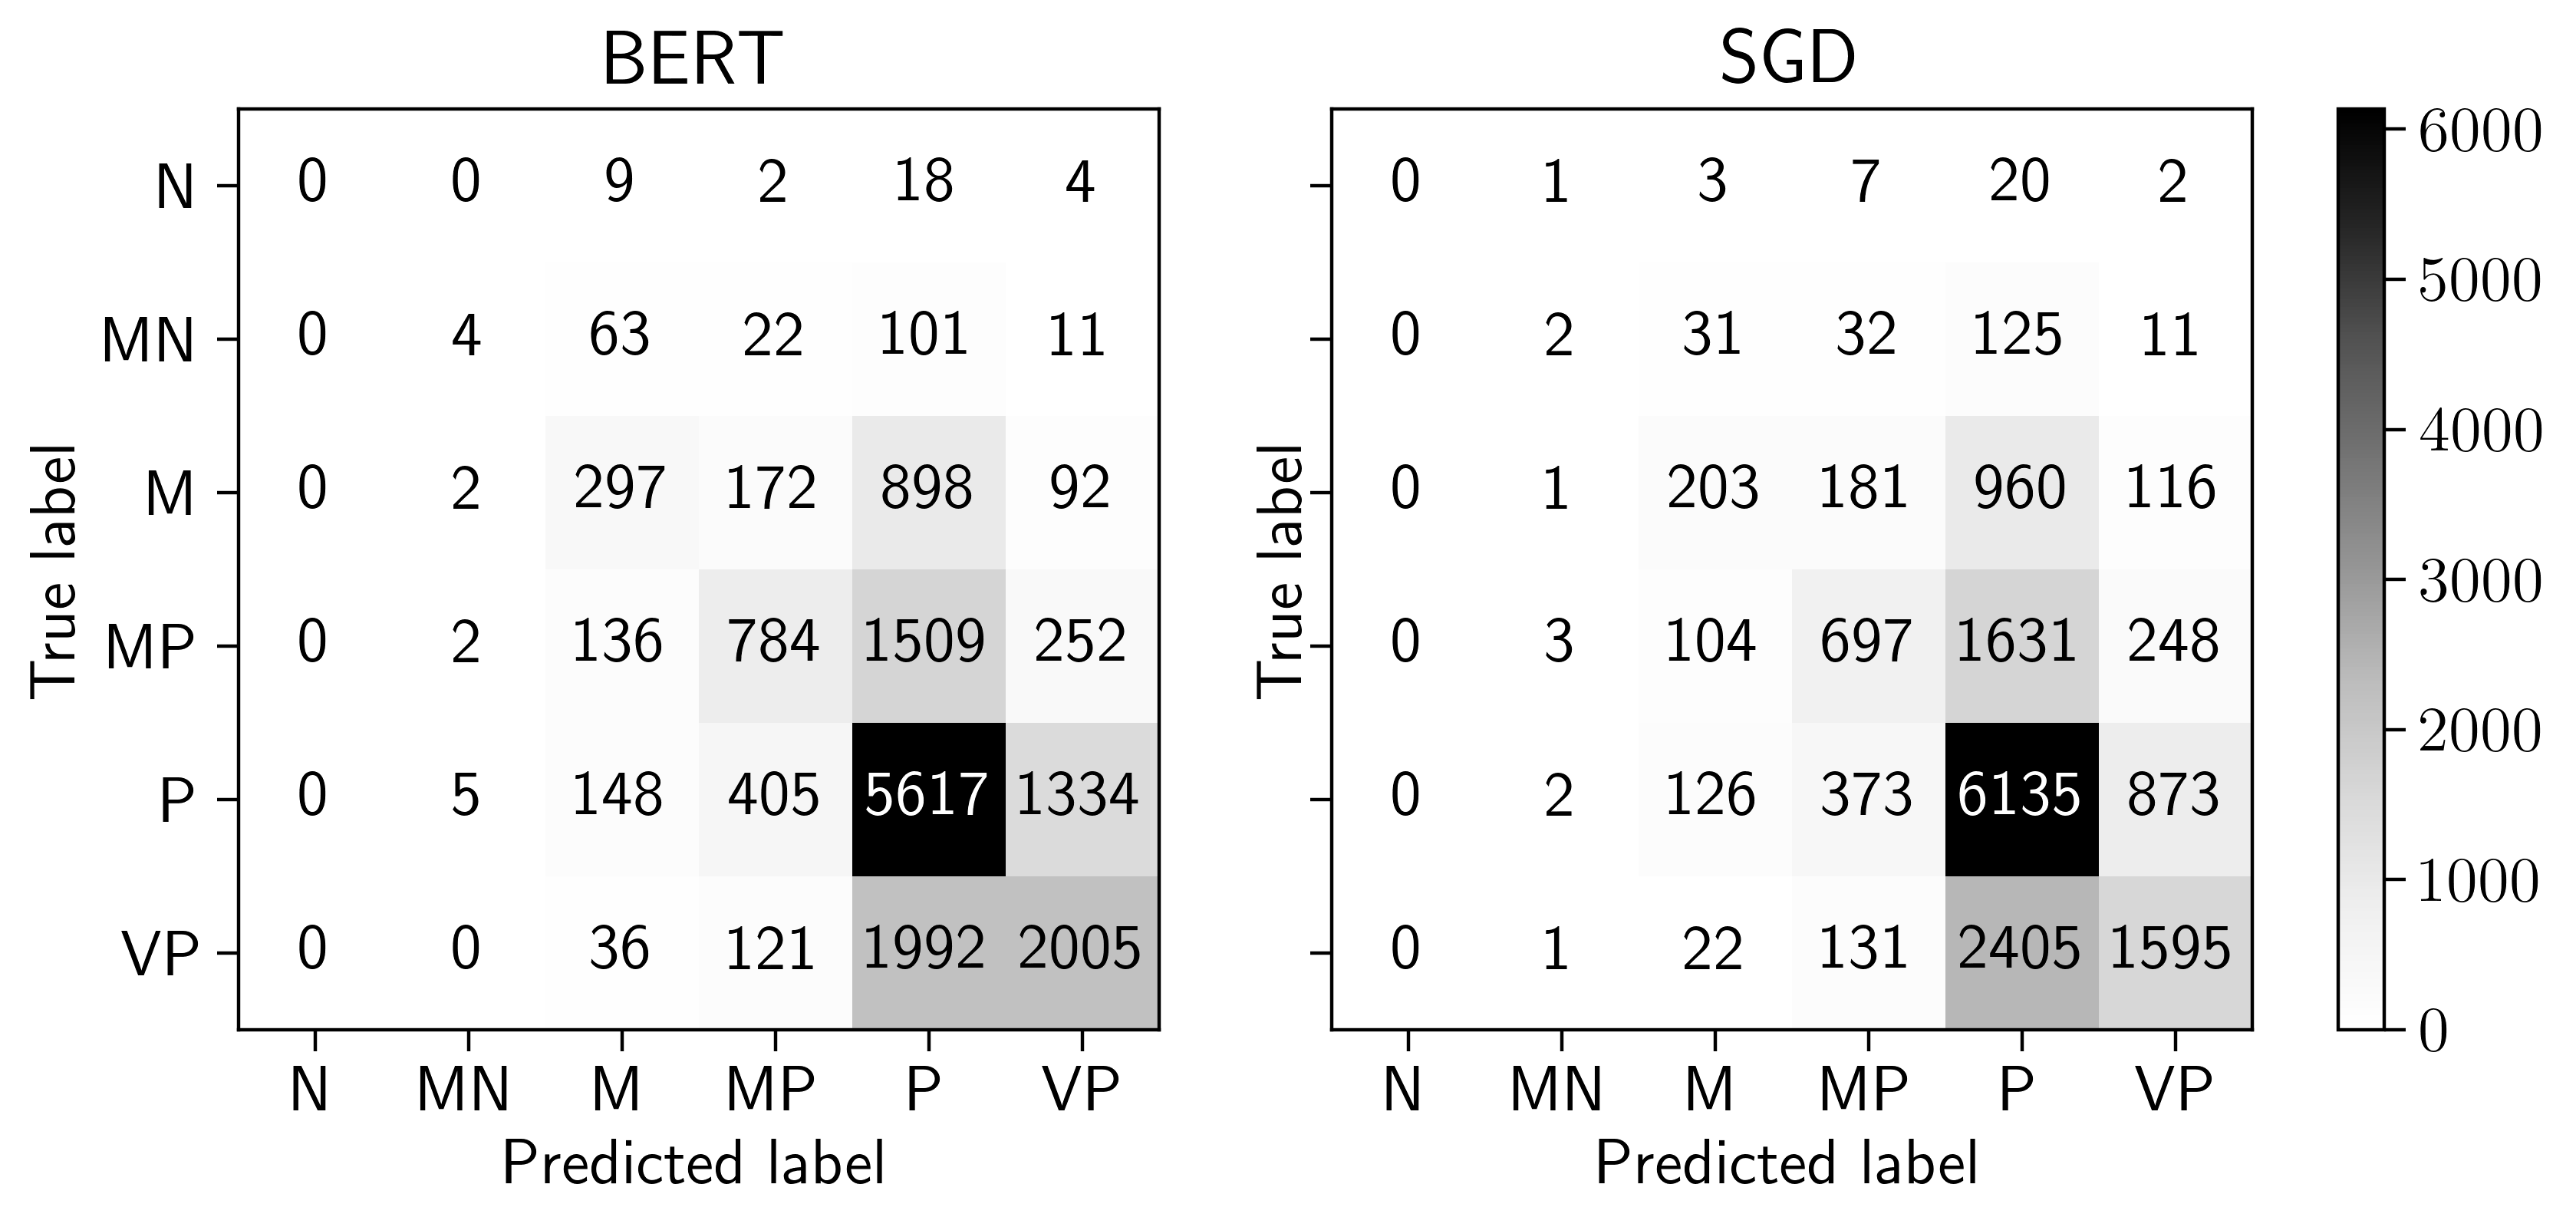 BERT
SGD
N 0 0 9 2 18 4
MN 0 4 63 22 101 11
M 0 2 297 172 898 92
MP 0 2 136 784 1509 252
P 0 5 148 405 5617 1334
VP 0 0 36 121 1992 2005
True label
N MN M MP P VP
Predicted label
0 1 3 7 20 2
0 2 31 32 125 11
0 1 203 181 960 116
0 3 104 697 1631 248
0 2 126 373 6135 873
0 1 22 131 2405 1595
True label
N MN M MP P VP
Predicted label
6000
5000
4000
3000
2000
1000
0